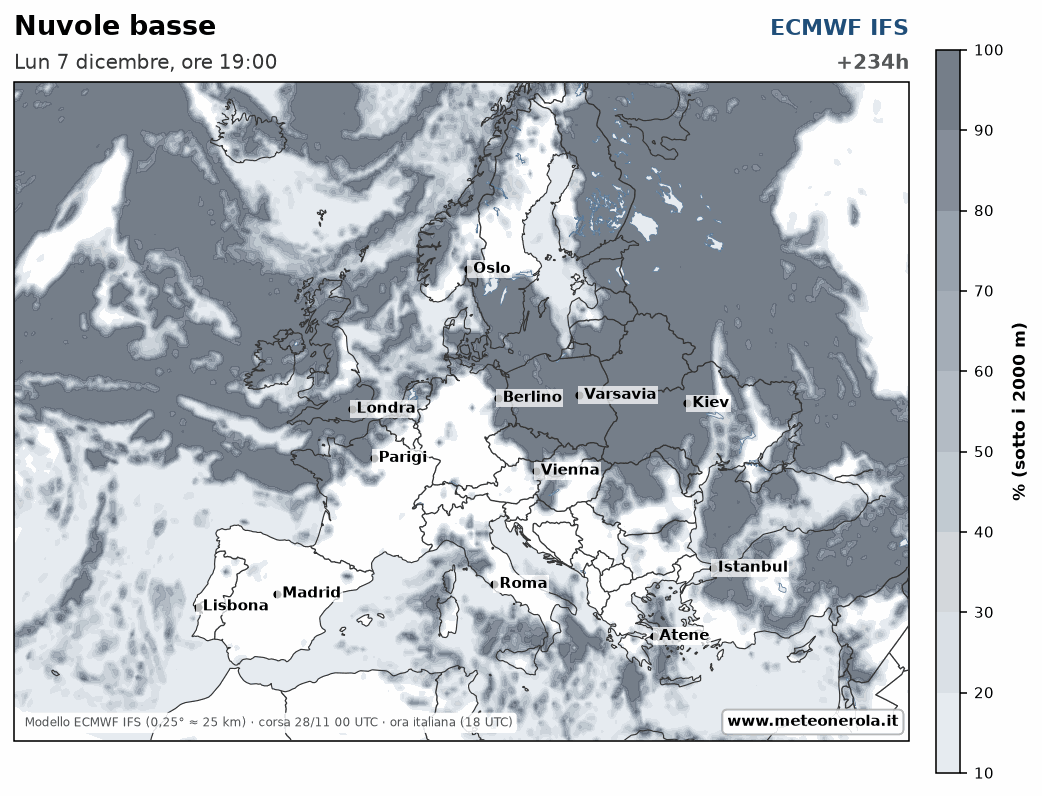 Nuvole basse
ECMWF IFS
Lun 7 dicembre, ore 19:00
+234h
Oslo
Londra
Berlino
Varsavia
Kiev
Parigi
Vienna
Istanbul
Roma
Madrid
Lisbona
Atene
Modello ECMWF IFS (0,25° ≈ 25 km) · corsa 28/11 00 UTC · ora italiana (18 UTC)
www.meteonerola.it
100
90
80
70
60
50
40
30
20
10
% (sotto i 2000 m)